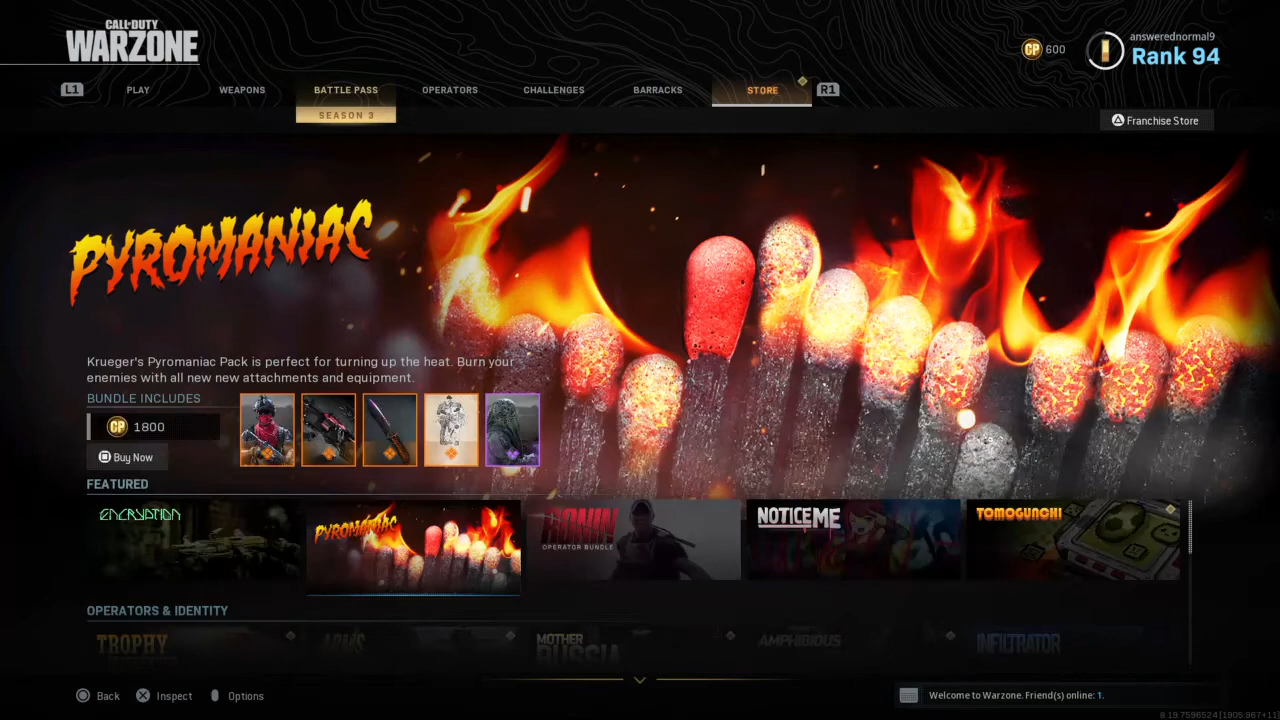 CALL OF DUTY
WARZONE
CP 600
answerednormal9
Rank 94
L1
PLAY
WEAPONS
BATTLE PASS
OPERATORS
CHALLENGES
BARRACKS
STORE
R1
SEASON 3
Franchise Store
PYROMANIAC
Krueger's Pyromaniac Pack is perfect for turning up the heat. Burn your
enemies with all new new attachments and equipment.
BUNDLE INCLUDES
CP 1800
Buy Now
FEATURED
ENCRYPTION
PYROMANIAC
RONIN
OPERATOR BUNDLE
NOTICE ME
TOMOGUNCHI
OPERATORS & IDENTITY
TROPHY
ARMS
MOTHER
RUSSIA
AMPHIBIOUS
INFILTRATOR
Back
Inspect
Options
Welcome to Warzone. Friend(s) online: 1.